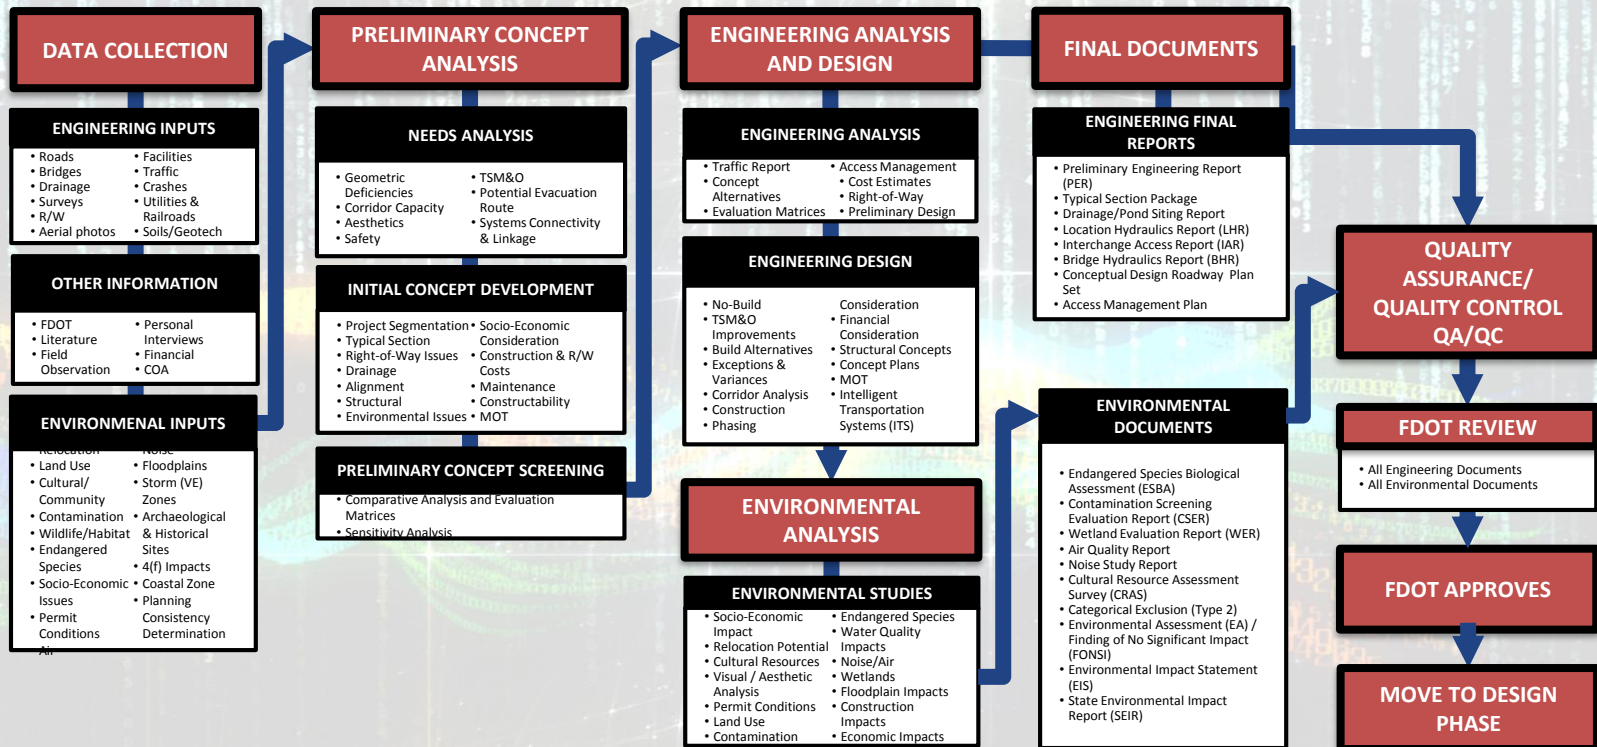 DATA COLLECTION
ENGINEERING INPUTS
• Roads
• Bridges
• Drainage
• Surveys
• R/W
• Aerial photos
• Facilities
• Traffic
• Crashes
• Utilities &
Railroads
• Soils/Geotech
OTHER INFORMATION
• FDOT
• Literature
• Field
Observation
• Personal
Interviews
• Financial
• COA
ENVIRONMENAL INPUTS
Relocation
• Land Use
• Cultural/
Community
• Contamination
• Wildlife/Habitat
• Endangered
Species
• Socio-Economic
Issues
• Permit
Conditions
Air
Noise
• Floodplains
• Storm (VE)
Zones
• Archaeological
& Historical
Sites
• 4(f) Impacts
• Coastal Zone
• Planning
Consistency
Determination
PRELIMINARY CONCEPT
ANALYSIS
NEEDS ANALYSIS
• Geometric
Deficiencies
• Corridor Capacity
• Aesthetics
• Safety
• TSM&O
• Potential Evacuation
Route
• Systems Connectivity
& Linkage
INITIAL CONCEPT DEVELOPMENT
• Project Segmentation
• Typical Section
• Right-of-Way Issues
• Drainage
• Alignment
• Structural
• Environmental Issues
• Socio-Economic
Consideration
• Construction & R/W
Costs
• Maintenance
• Constructability
• MOT
PRELIMINARY CONCEPT SCREENING
• Comparative Analysis and Evaluation
Matrices
• Sensitivity Analysis
ENGINEERING ANALYSIS
AND DESIGN
ENGINEERING ANALYSIS
• Traffic Report
• Concept
Alternatives
• Evaluation Matrices
• Access Management
• Cost Estimates
• Right-of-Way
• Preliminary Design
ENGINEERING DESIGN
• No-Build
• TSM&O
Improvements
• Build Alternatives
• Exceptions &
Variances
• Corridor Analysis
• Construction
• Phasing
Consideration
• Financial
Consideration
• Structural Concepts
• Concept Plans
• MOT
• Intelligent
Transportation
Systems (ITS)
ENVIRONMENTAL
ANALYSIS
ENVIRONMENTAL STUDIES
• Socio-Economic
Impact
• Relocation Potential
• Cultural Resources
• Visual / Aesthetic
Analysis
• Permit Conditions
• Land Use
• Contamination
• Endangered Species
• Water Quality
Impacts
• Noise/Air
• Wetlands
• Floodplain Impacts
• Construction
Impacts
• Economic Impacts
FINAL DOCUMENTS
ENGINEERING FINAL
REPORTS
• Preliminary Engineering Report
(PER)
• Typical Section Package
• Drainage/Pond Siting Report
• Location Hydraulics Report (LHR)
• Interchange Access Report (IAR)
• Bridge Hydraulics Report (BHR)
• Conceptual Design Roadway Plan
Set
• Access Management Plan
ENVIRONMENTAL
DOCUMENTS
• Endangered Species Biological
Assessment (ESBA)
• Contamination Screening
Evaluation Report (CSER)
• Wetland Evaluation Report (WER)
• Air Quality Report
• Noise Study Report
• Cultural Resource Assessment
Survey (CRAS)
• Categorical Exclusion (Type 2)
• Environmental Assessment (EA) /
Finding of No Significant Impact
(FONSI)
• Environmental Impact Statement
(EIS)
• State Environmental Impact
Report (SEIR)
QUALITY
ASSURANCE/
QUALITY CONTROL
QA/QC
FDOT REVIEW
• All Engineering Documents
• All Environmental Documents
FDOT APPROVES
MOVE TO DESIGN
PHASE